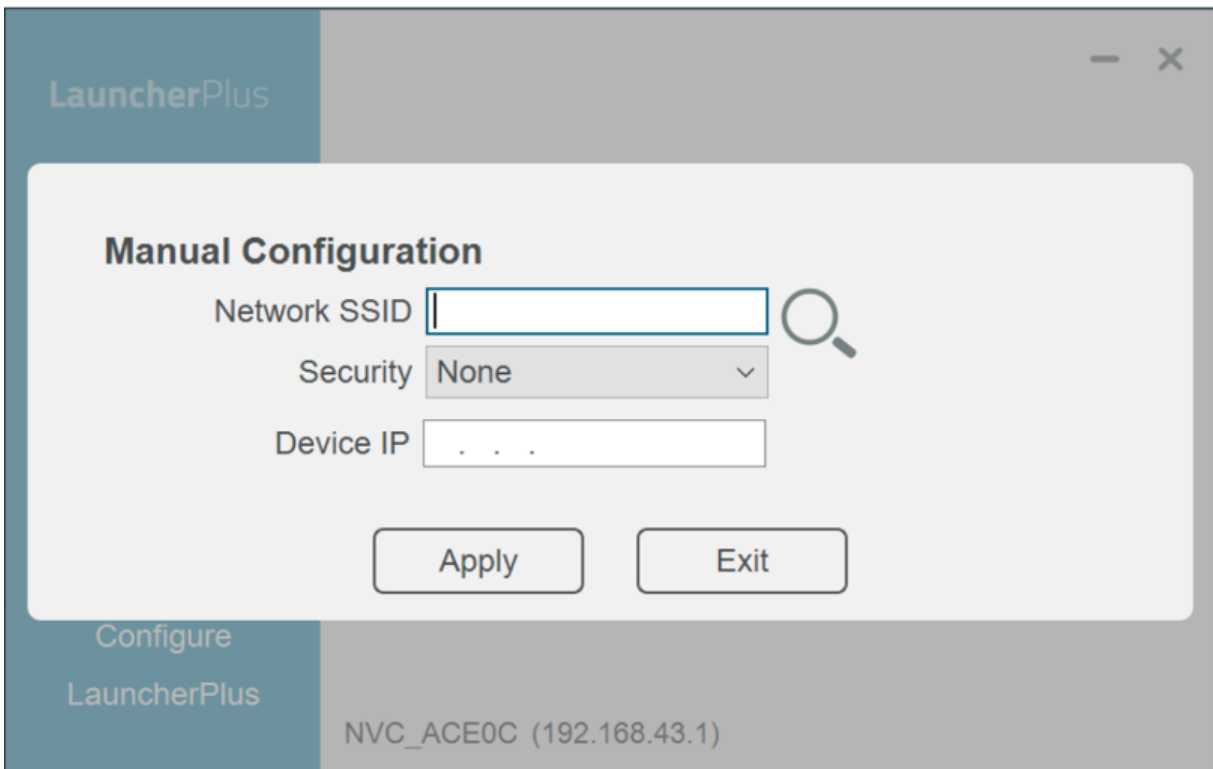 LauncherPlus
Manual Configuration
Network SSID
Security None
Device IP . . .
Apply Exit
Configure
LauncherPlus
NVC_ACE0C (192.168.43.1)